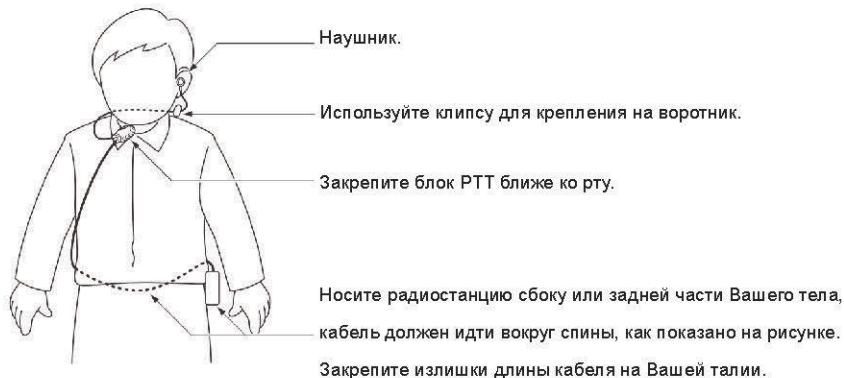 Наушник.
Используйте клипсу для крепления на воротник.
Закрепите блок PTT ближе ко рту.
Носите радиостанцию сбоку или задней части Вашего тела,
кабель должен идти вокруг спины, как показано на рисунке.
Закрепите излишки длины кабеля на Вашей талии.